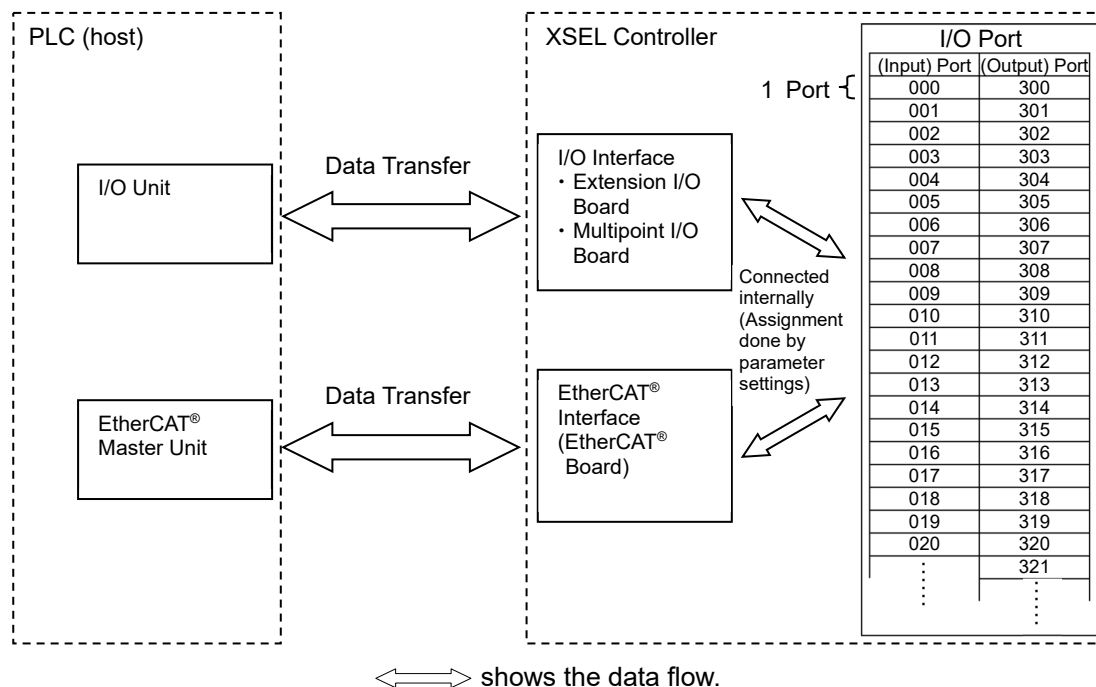 PLC (host)
XSEL Controller
I/O Port
(Input) Port (Output) Port
1 Port
000 300
001 301
002 302
003 303
004 304
005 305
006 306
007 307
008 308
009 309
010 310
011 311
012 312
013 313
014 314
015 315
016 316
017 317
018 318
019 319
020 320
321
I/O Unit
Data Transfer
I/O Interface
・Extension I/O
Board
・Multipoint I/O
Board
Connected
internally
(Assignment
done by
parameter
settings)
EtherCAT®
Master Unit
Data Transfer
EtherCAT®
Interface
(EtherCAT®
Board)
shows the data flow.